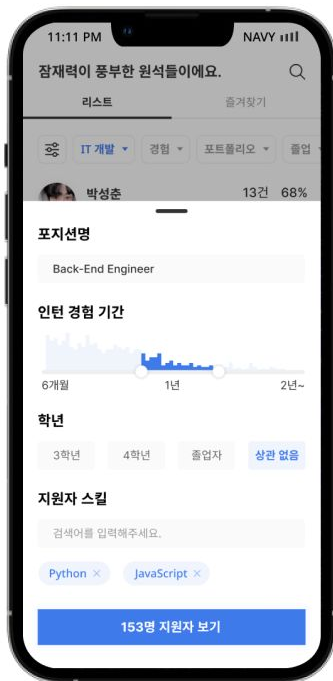 11:11 PM NAVY
잠재력이 풍부한 원석들이에요.
리스트 즐겨찾기
IT 개발 경험 포트폴리오 졸업
박성춘 13건 68%
포지션명
Back-End Engineer
인턴 경험 기간
6개월 1년 2년~
학년
3학년 4학년 졸업자 상관 없음
지원자 스킬
검색어를 입력해주세요.
Python × JavaScript ×
153명 지원자 보기